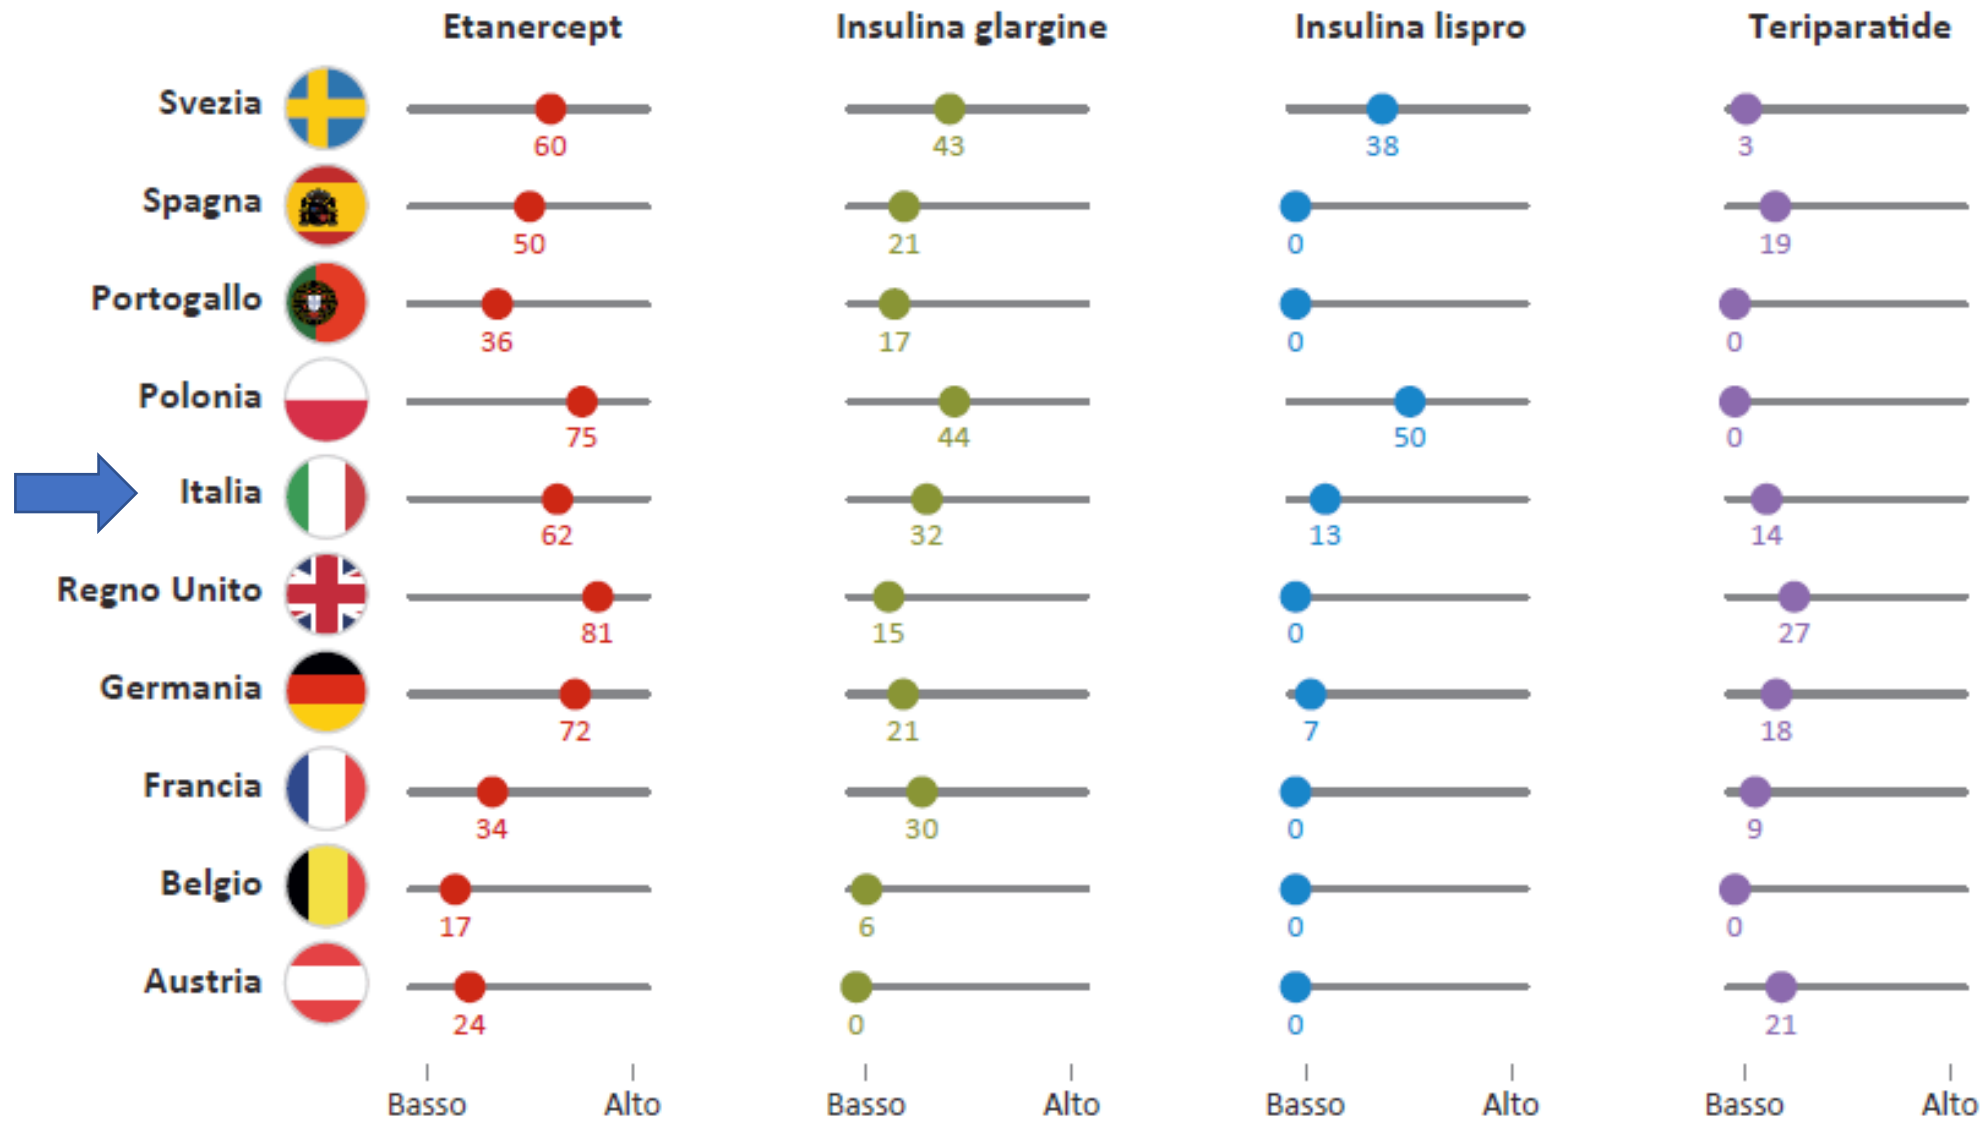 Etanercept Insulina glargine Insulina lispro Teriparatide
Svezia
60 43 38 3
Spagna
50 21 0 19
Portogallo
36 17 0 0
Polonia
75 44 50 0
Italia
62 32 13 14
Regno Unito
81 15 0 27
Germania
72 21 7 18
Francia
34 30 0 9
Belgio
17 6 0 0
Austria
24 0 0 21
Basso Alto Basso Alto Basso Alto Basso Alto